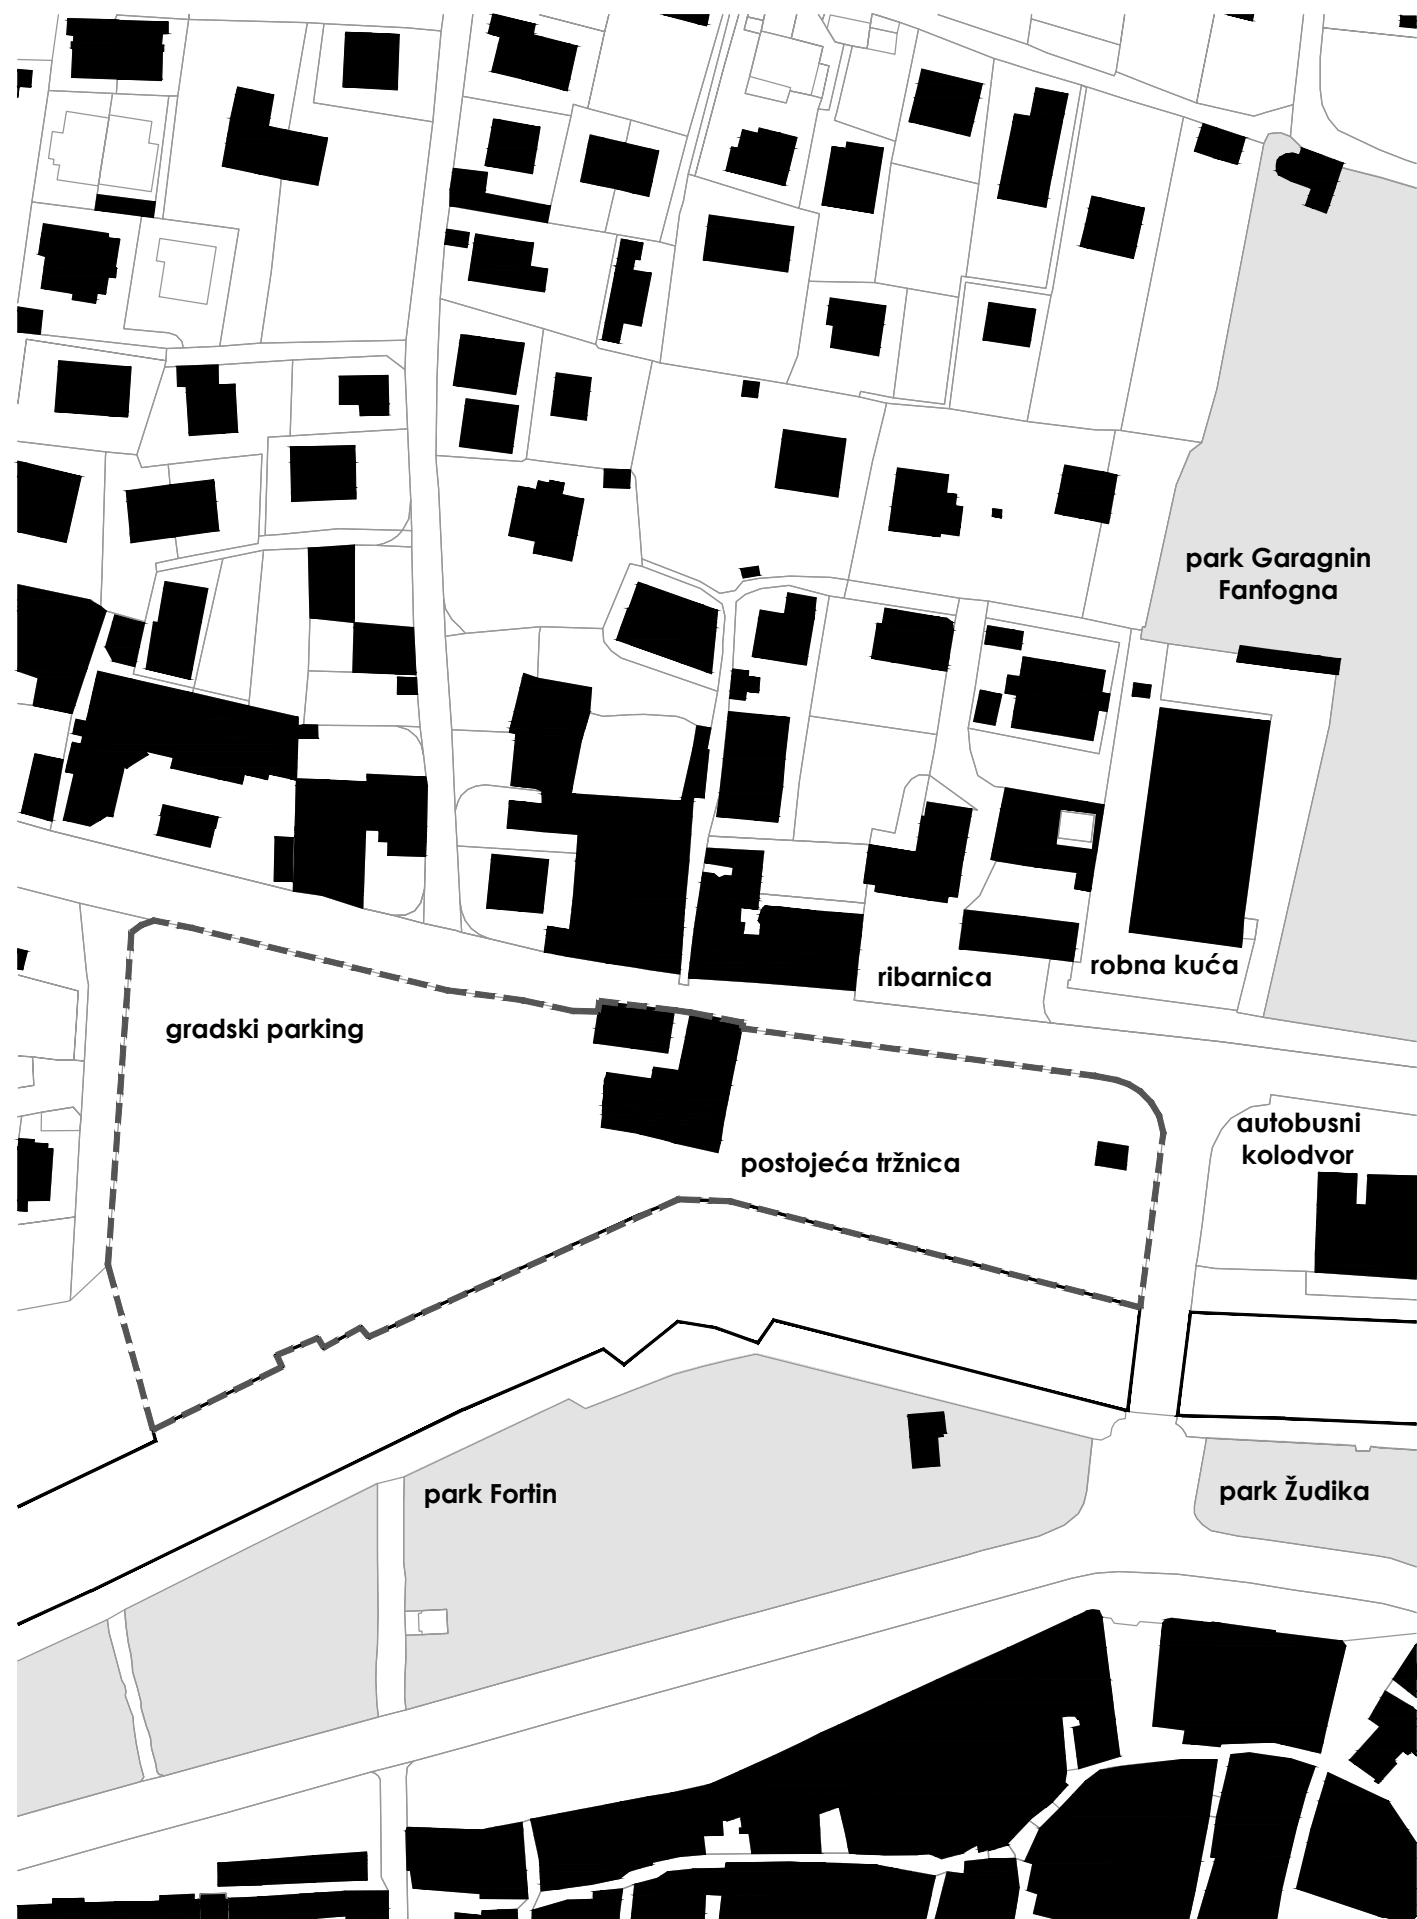 park Garagnin
Fanfogna
ribarnica
robna kuća
gradski parking
autobusni
kolodvor
postojeća tržnica
park Fortin
park Žudika